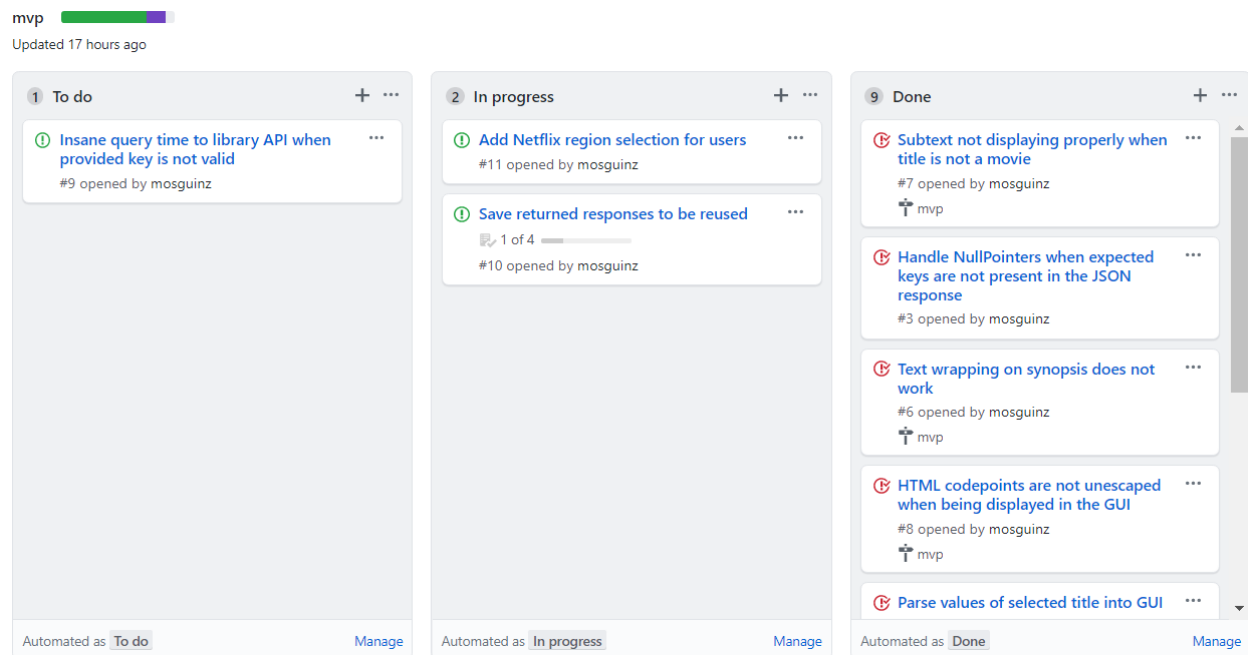 mvp
Updated 17 hours ago
1 To do
Insane query time to library API when
provided key is not valid
#9 opened by mosguinz
Automated as To do
Manage
2 In progress
Add Netflix region selection for users
#11 opened by mosguinz
Save returned responses to be reused
1 of 4
#10 opened by mosguinz
Automated as In progress
Manage
9 Done
Subtext not displaying properly when
title is not a movie
#7 opened by mosguinz
mvp
Handle NullPointers when expected
keys are not present in the JSON
response
#3 opened by mosguinz
Text wrapping on synopsis does not
work
#6 opened by mosguinz
mvp
HTML codepoints are not unescaped
when being displayed in the GUI
#8 opened by mosguinz
mvp
Parse values of selected title into GUI
Automated as Done
Manage